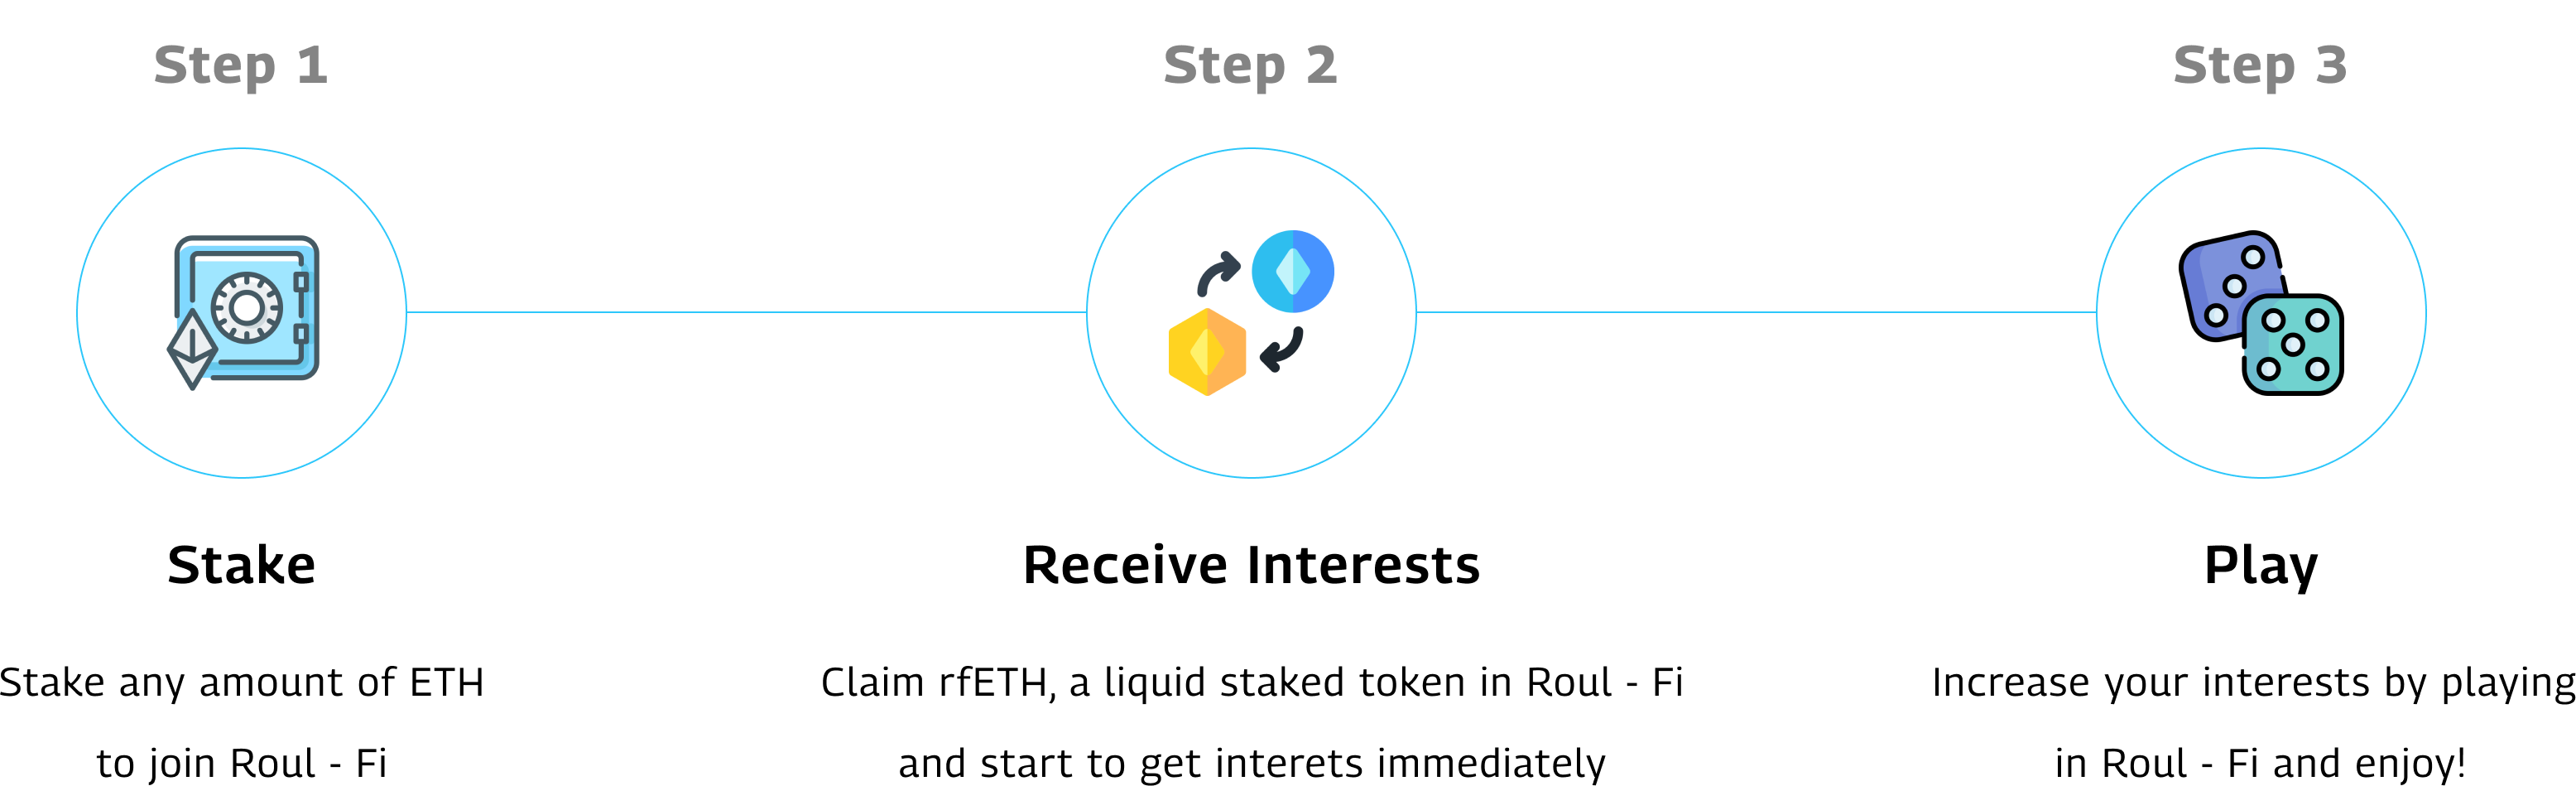 Step 1
Stake
Stake any amount of ETH
to join Roul - Fi
Step 2
Receive Interests
Claim rfETH, a liquid staked token in Roul - Fi
and start to get interets immediately
Step 3
Play
Increase your interests by playing
in Roul - Fi and enjoy!